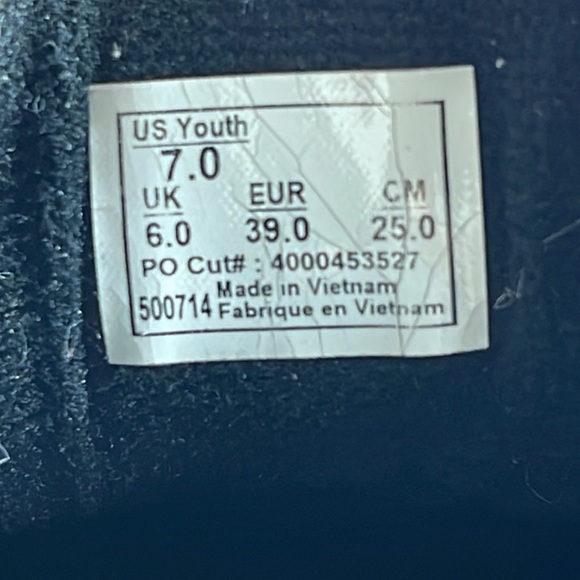 US Youth
7.0
UK EUR CM
6.0 39.0 25.0
PO Cut# : 4000453527
Made in Vietnam
500714 Fabrique en Vietnam